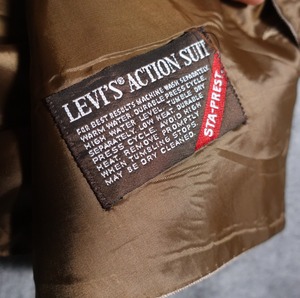 LEVI'S® ACTION SUIT
FOR BEST RESULTS MACHINE WASH SEPARATELY,
WARM WATER, DURABLE PRESS CYCLE,
HIGH WATER LEVEL. TUMBLE DRY
SEPARATELY, LOW HEAT, DURABLE
PRESS CYCLE. AVOID HIGH
HEAT. REMOVE PROMPTLY
WHEN TUMBLING STOPS.
MAY BE DRY CLEANED.
STA-PREST.